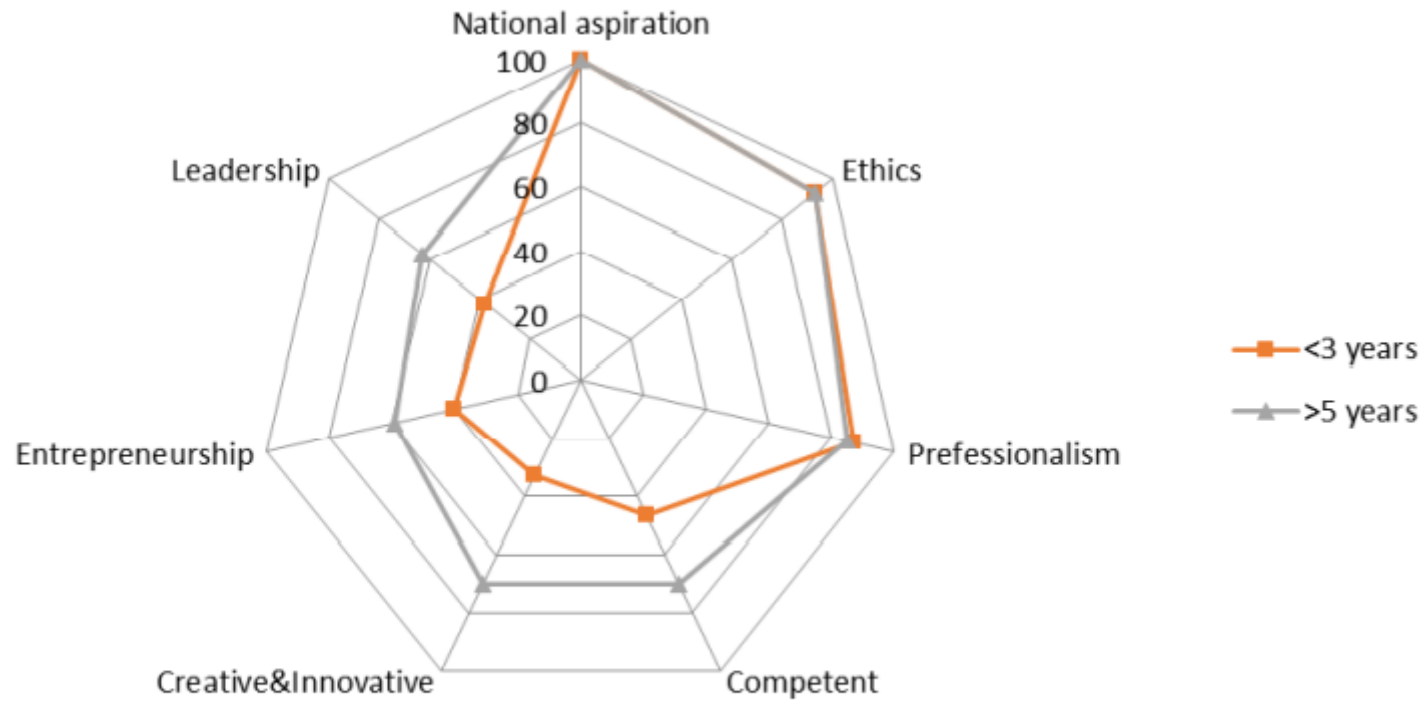 National aspiration
100
80
60
40
20
0
Ethics
Prefessionalism
Competent
Creative&Innovative
Entrepreneurship
Leadership
<3 years
>5 years